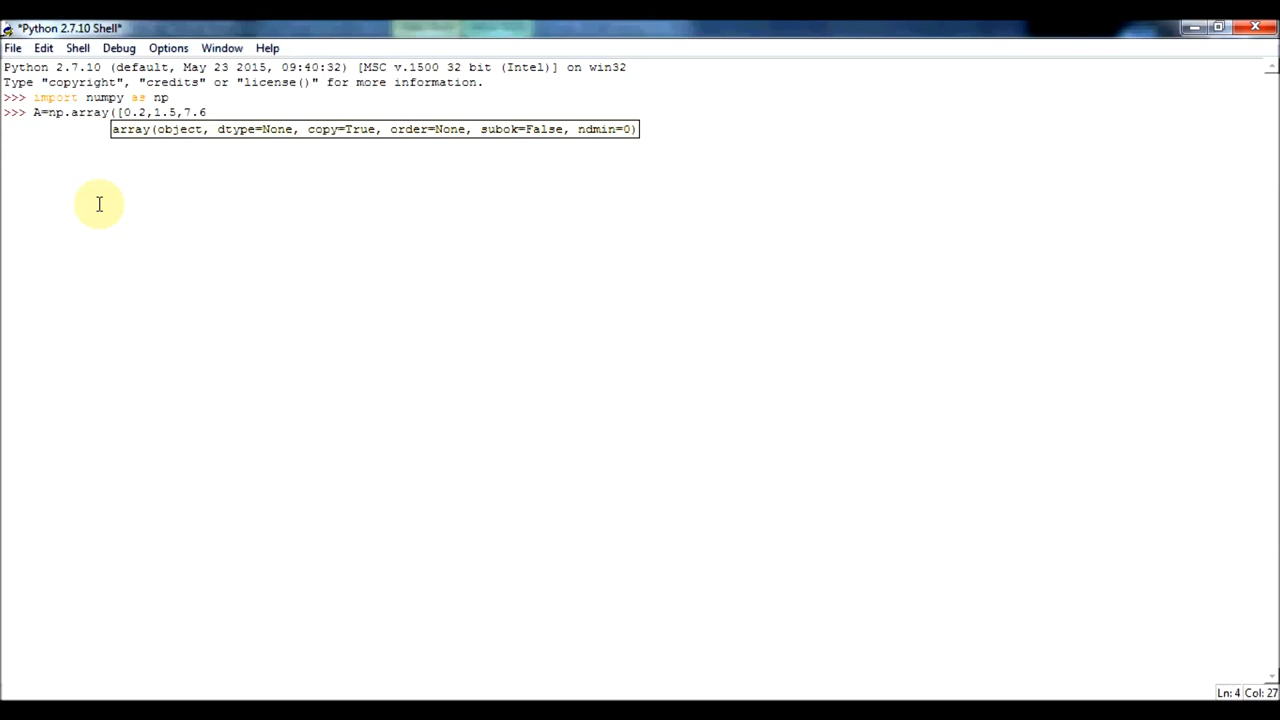 *Python 2.7.10 Shell*
File Edit Shell Debug Options Window Help
Python 2.7.10 (default, May 23 2015, 09:40:32) [MSC v.1500 32 bit (Intel)] on win32
Type "copyright", "credits" or "license()" for more information.
>>> import numpy as np
>>> A=np.array([0.2,1.5,7.6
array(object, dtype=None, copy=True, order=None, subok=False, ndmin=0)
Ln: 4 Col: 27